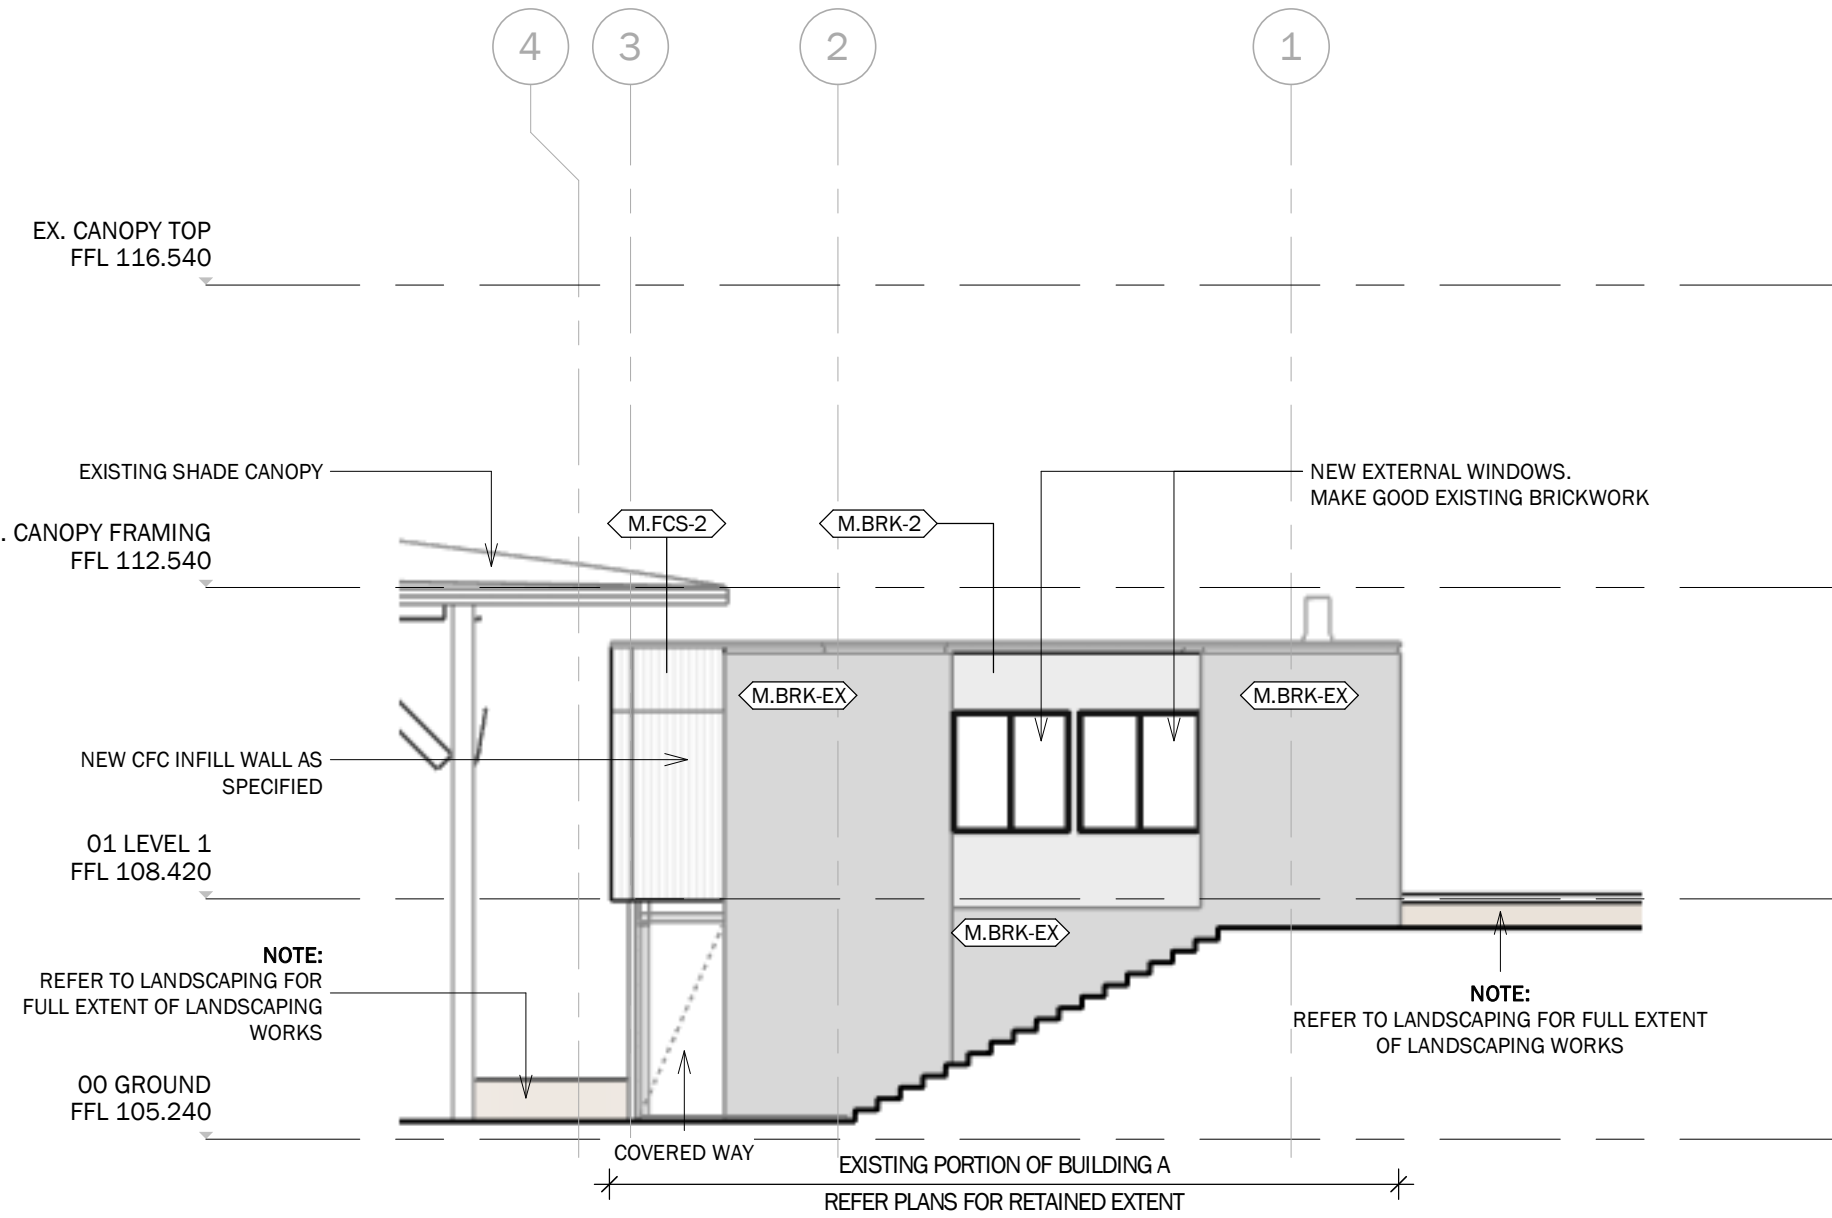 4
3
2
1
EX. CANOPY TOP
FFL 116.540
EXISTING SHADE CANOPY
NEW EXTERNAL WINDOWS.
MAKE GOOD EXISTING BRICKWORK
M.FCS-2
M.BRK-2
. CANOPY FRAMING
FFL 112.540
M.BRK-EX
M.BRK-EX
NEW CFC INFILL WALL AS
SPECIFIED
01 LEVEL 1
FFL 108.420
M.BRK-EX
NOTE:
REFER TO LANDSCAPING FOR
FULL EXTENT OF LANDSCAPING
WORKS
NOTE:
REFER TO LANDSCAPING FOR FULL EXTENT
OF LANDSCAPING WORKS
00 GROUND
FFL 105.240
COVERED WAY
EXISTING PORTION OF BUILDING A
REFER PLANS FOR RETAINED EXTENT